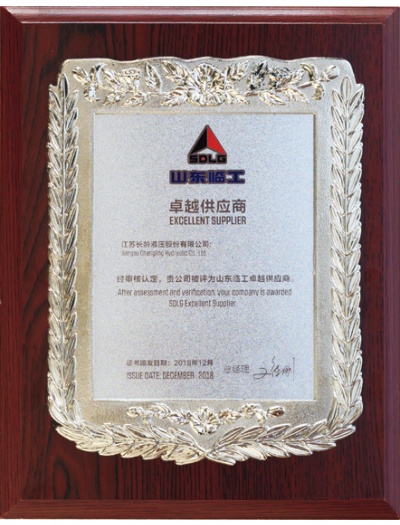 SDLG
山东临工
卓越供应商
EXCELLENT SUPPLIER
江苏长龄液压股份有限公司:
Jiangsu Changling Hydraulic Co., Ltd
经审核认定，贵公司被评为山东临工卓越供应商。
After assessment and verification, your company is awarded
SDLG Excellent Supplier.
证书颁发日期：2018年12月
总经理:
ISSUE DATE: DECEMBER, 2018